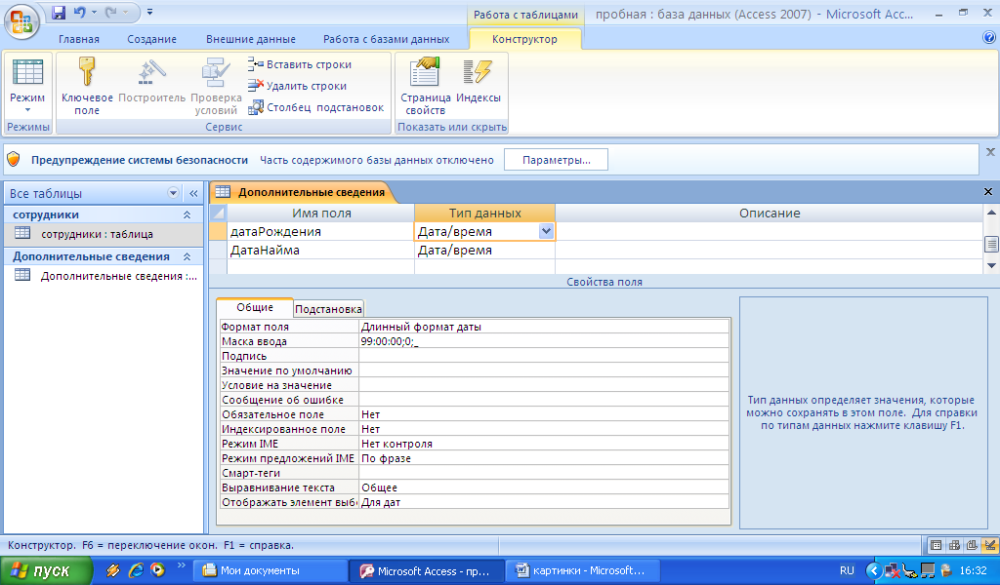 Работа с таблицами
пробная : база данных (Access 2007) - Microsoft Acc...
Главная Создание Внешние данные Работа с базами данных Конструктор
Режим
Ключевое поле
Построитель
Проверка условий
Вставить строки
Удалить строки
Столбец подстановок
Страница свойств
Индексы
Режимы Сервис Показать или скрыть
Предупреждение системы безопасности Часть содержимого базы данных отключено Параметры...
Все таблицы
сотрудники
сотрудники : таблица
Дополнительные сведения
Дополнительные сведения :...
Дополнительные сведения
Имя поля Тип данных Описание
датаРождения Дата/время
ДатаНайма Дата/время
Свойства поля
Общие Подстановка
Формат поля Длинный формат даты
Маска ввода 99:00:00;0;_
Подпись
Значение по умолчанию
Условие на значение
Сообщение об ошибке
Обязательное поле Нет
Индексированное поле Нет
Режим IME Нет контроля
Режим предложений IME По фразе
Смарт-теги
Выравнивание текста Общее
Отображать элемент выб Для дат
Тип данных определяет значения, которые
можно сохранять в этом поле. Для справки
по типам данных нажмите клавишу F1.
Конструктор. F6 = переключение окон. F1 = справка.
пуск
Мои документы
Microsoft Access - пр...
картинки - Microsoft...
RU
16:32